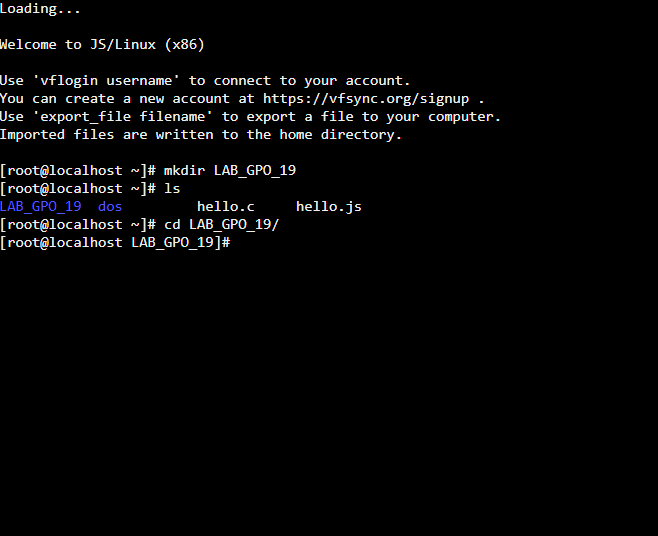 Loading...
Welcome to JS/Linux (x86)
Use 'vflogin username' to connect to your account.
You can create a new account at https://vfsync.org/signup .
Use 'export_file filename' to export a file to your computer.
Imported files are written to the home directory.
[root@localhost ~]# mkdir LAB_GPO_19
[root@localhost ~]# ls
LAB_GPO_19  dos         hello.c     hello.js
[root@localhost ~]# cd LAB_GPO_19/
[root@localhost LAB_GPO_19]#